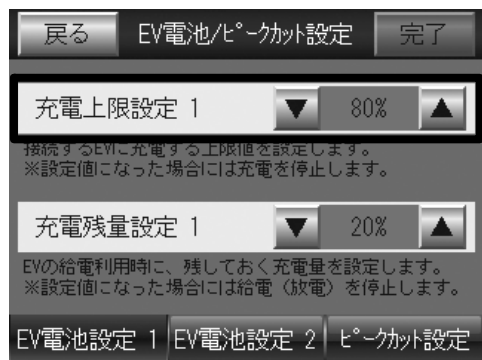 戻る EV電池/ﾋﾟｰｸｶｯﾄ設定 完了
充電上限設定 1 ▼ 80% ▲
接続するEVに充電する上限値を設定します。
※設定値になった場合には充電を停止します。
充電残量設定 1 ▼ 20% ▲
EVの給電利用時に、残しておく充電量を設定します。
※設定値になった場合には給電（放電）を停止します。
EV電池設定 1 EV電池設定 2 ﾋﾟｰｸｶｯﾄ設定